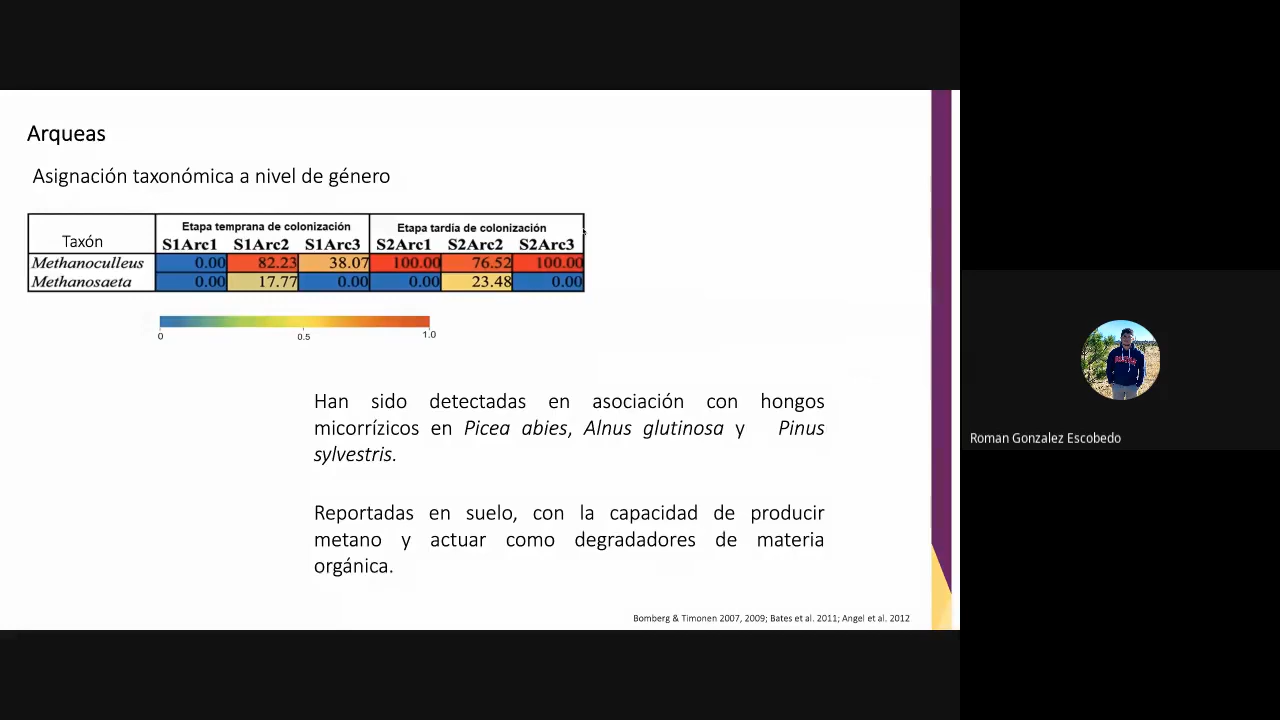 Arqueas
Asignación taxonómica a nivel de género
Taxón
Etapa temprana de colonización Etapa tardía de colonización
S1Arc1 S1Arc2 S1Arc3 S2Arc1 S2Arc2 S2Arc3
Methanoculleus 0.00 82.23 38.07 100.00 76.52 100.00
Methanosaeta 0.00 17.77 0.00 0.00 23.48 0.00
0 0.5 1.0
Han sido detectadas en asociación con hongos
micorrízicos en Picea abies, Alnus glutinosa y Pinus
sylvestris.
Reportadas en suelo, con la capacidad de producir
metano y actuar como degradadores de materia
orgánica.
Bomberg & Timonen 2007, 2009; Bates et al. 2011; Angel et al. 2012
Roman Gonzalez Escobedo